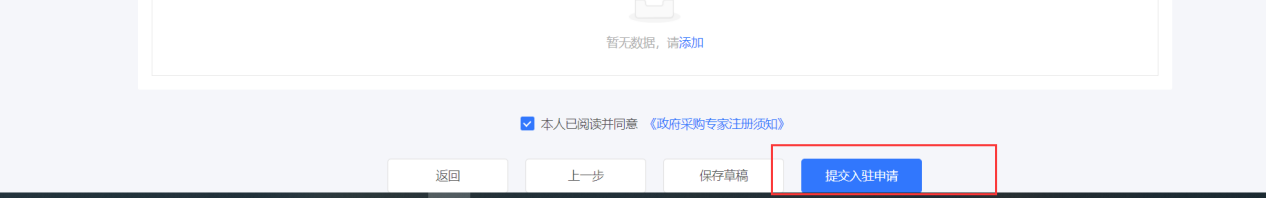 暂无数据，请添加
本人已阅读并同意 《政府采购专家注册须知》
返回 上一步 保存草稿 提交入驻申请